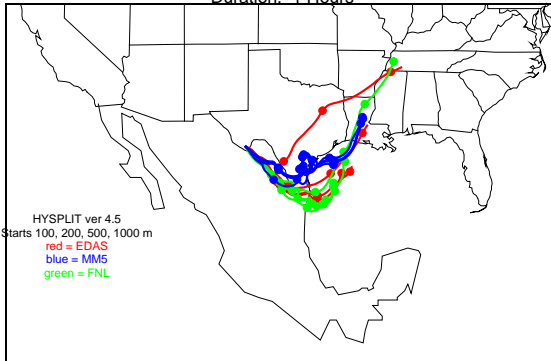 HYSPLIT ver 4.5
Starts 100, 200, 500, 1000 m
red = EDAS
blue = MM5
green = FNL